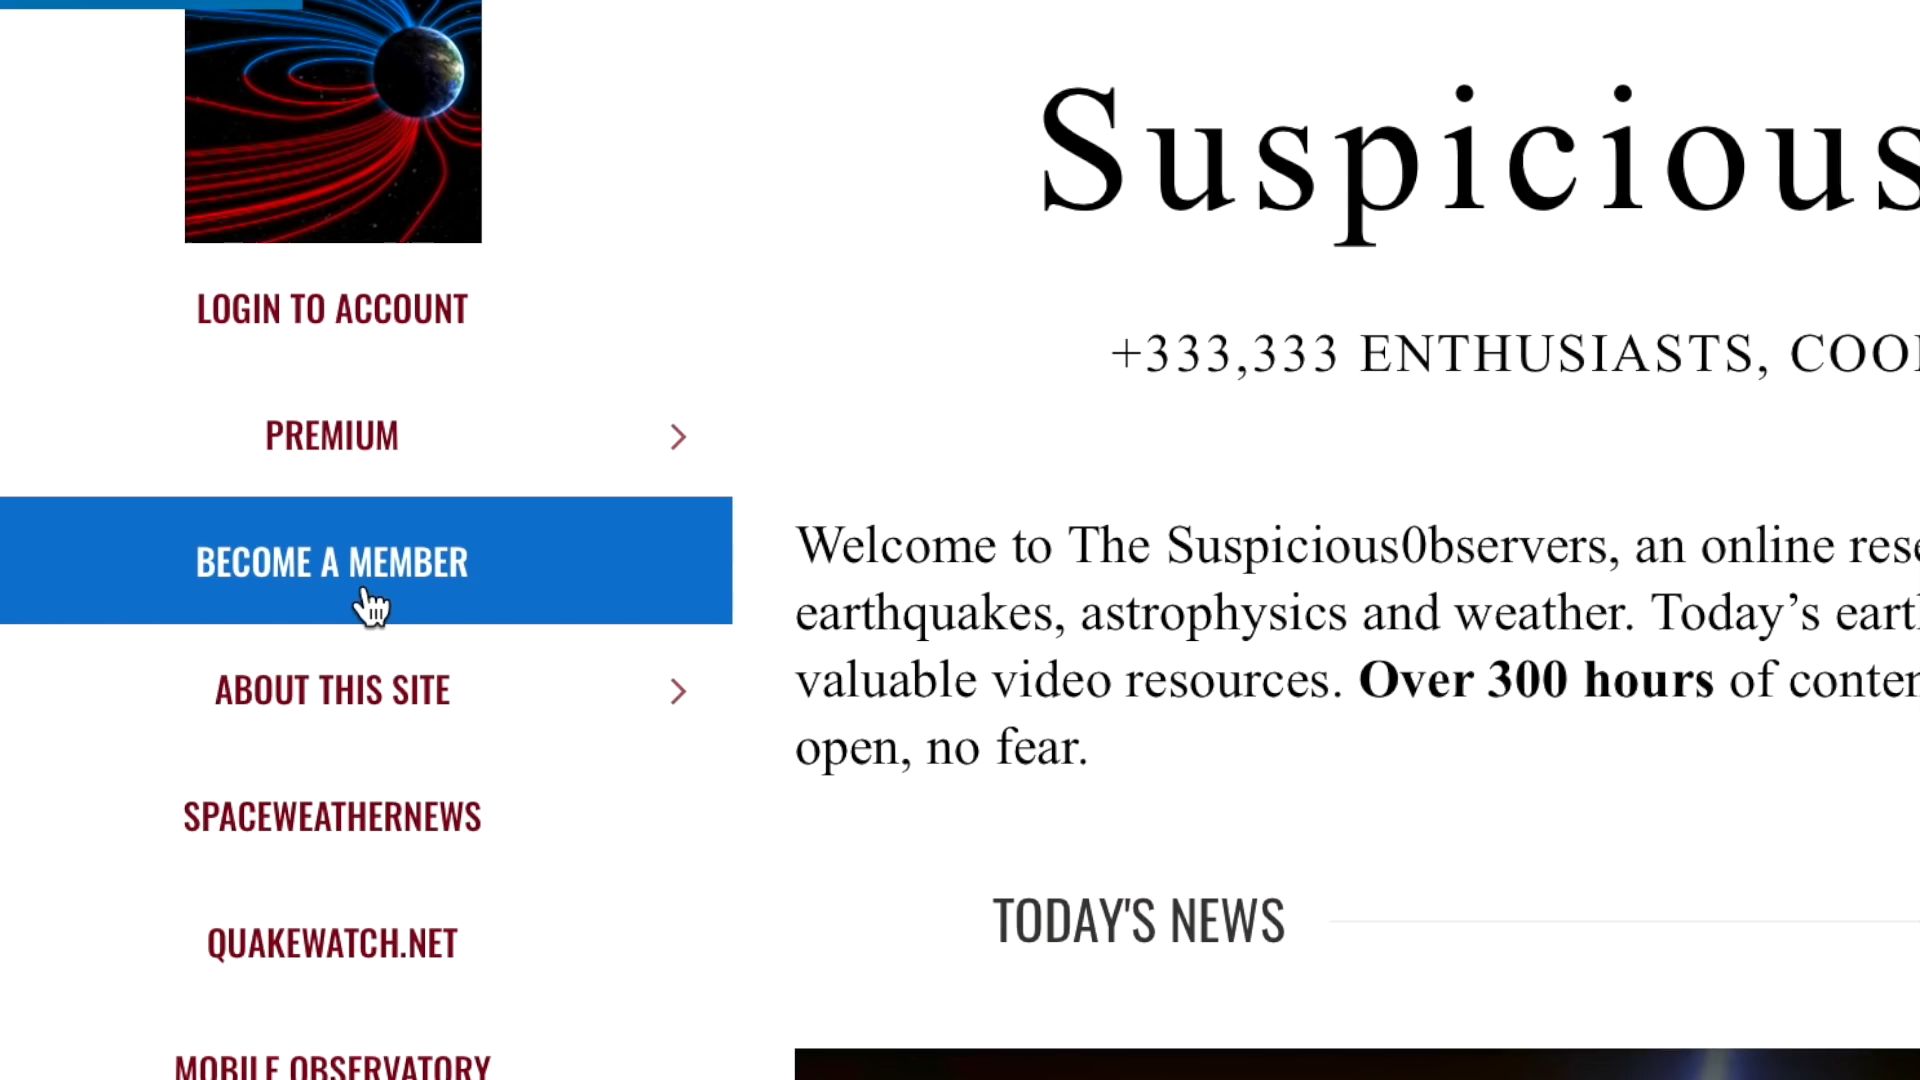 Suspicious
LOGIN TO ACCOUNT
+333,333 ENTHUSIASTS,
PREMIUM
BECOME A MEMBER
Welcome to The Suspicious0bservers, an online
earthquakes, astrophysics and weather. Today’s
valuable video resources. Over 300 hours of
open, no fear.
ABOUT THIS SITE
SPACEWEATHERNEWS
TODAY'S NEWS
QUAKEWATCH.NET
MOBILE OBSERVATORY